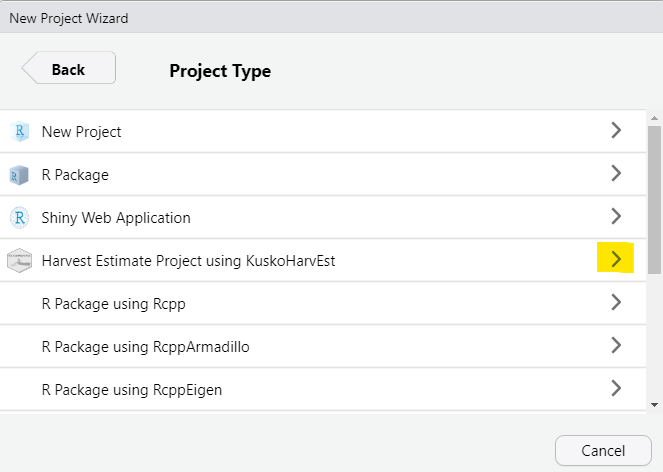 New Project Wizard
Back
Project Type
New Project
R Package
Shiny Web Application
Harvest Estimate Project using KuskoHarvEst
R Package using Rcpp
R Package using RcppArmadillo
R Package using RcppEigen
Cancel